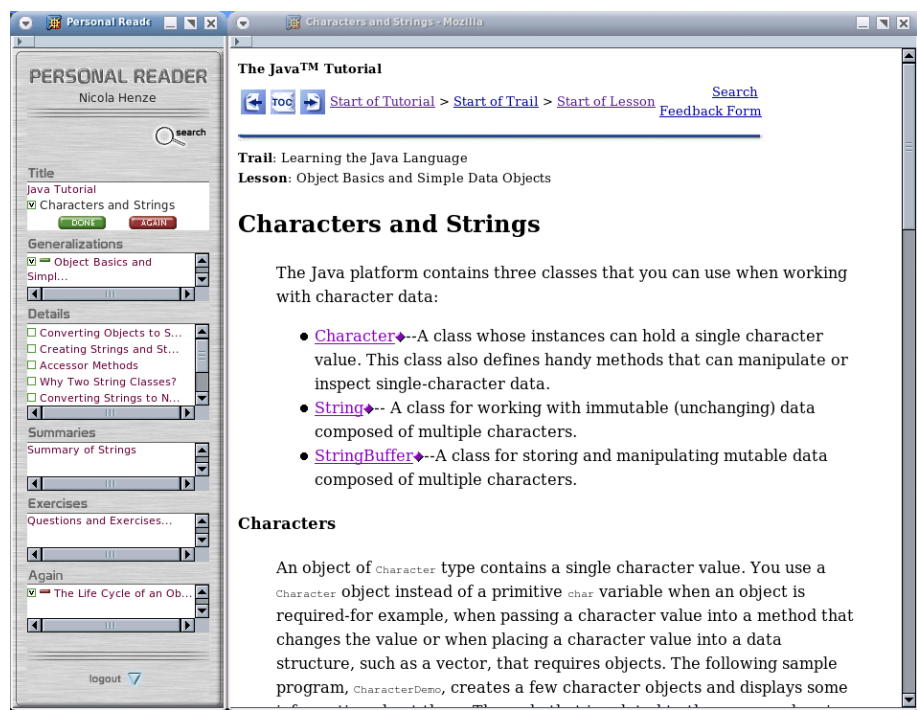 Personal Reade
Characters and Strings - Mozilla
PERSONAL READER
Nicola Henze
search
Title
Java Tutorial
Characters and Strings
DONE AGAIN
Generalizations
Object Basics and
Simpl...
Details
Converting Objects to S...
Creating Strings and St...
Accessor Methods
Why Two String Classes?
Converting Strings to N...
Summaries
Summary of Strings
Exercises
Questions and Exercises...
Again
The Life Cycle of an Ob...
logout
The Java™ Tutorial
TOC
Start of Tutorial > Start of Trail > Start of Lesson
Search
Feedback Form
Trail: Learning the Java Language
Lesson: Object Basics and Simple Data Objects
Characters and Strings
The Java platform contains three classes that you can use when working
with character data:
• Character◆--A class whose instances can hold a single character
value. This class also defines handy methods that can manipulate or
inspect single-character data.
• String◆-- A class for working with immutable (unchanging) data
composed of multiple characters.
• StringBuffer◆--A class for storing and manipulating mutable data
composed of multiple characters.
Characters
An object of Character type contains a single character value. You use a
Character object instead of a primitive char variable when an object is
required-for example, when passing a character value into a method that
changes the value or when placing a character value into a data
structure, such as a vector, that requires objects. The following sample
program, CharacterDemo, creates a few character objects and displays some